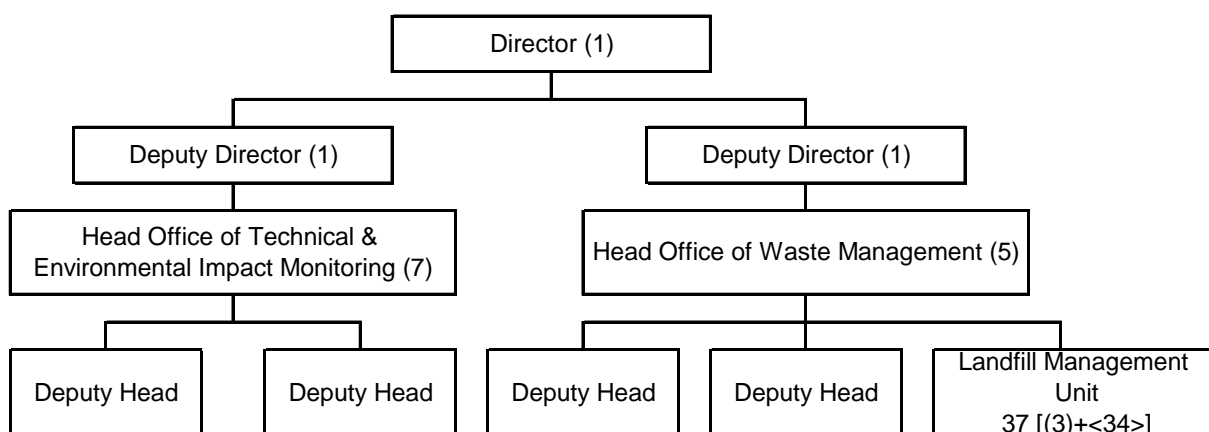 Director (1)
Deputy Director (1)
Deputy Director (1)
Head Office of Technical &
Environmental Impact Monitoring (7)
Head Office of Waste Management (5)
Deputy Head
Deputy Head
Deputy Head
Deputy Head
Landfill Management
Unit
37 [(3)+<34>]